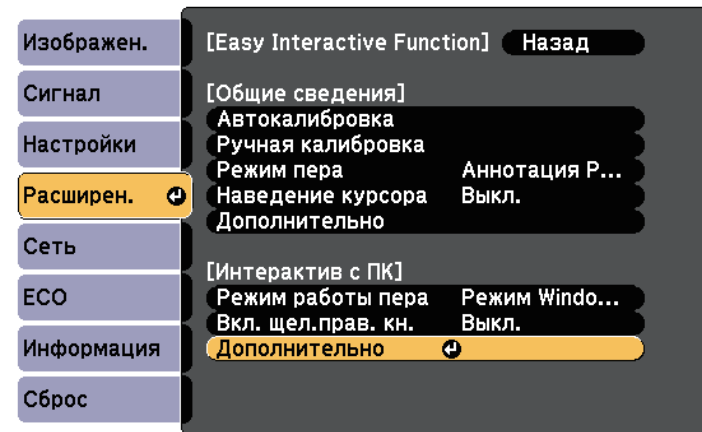 Изображен.
Сигнал
Настройки
Расширен.
Сеть
ECO
Информация
Сброс
[Easy Interactive Function] Назад
[Общие сведения]
Автокалибровка
Ручная калибровка
Режим пера Аннотация P...
Наведение курсора Выкл.
Дополнительно
[Интерактив с ПК]
Режим работы пера Режим Windo...
Вкл. щел.прав. кн. Выкл.
Дополнительно